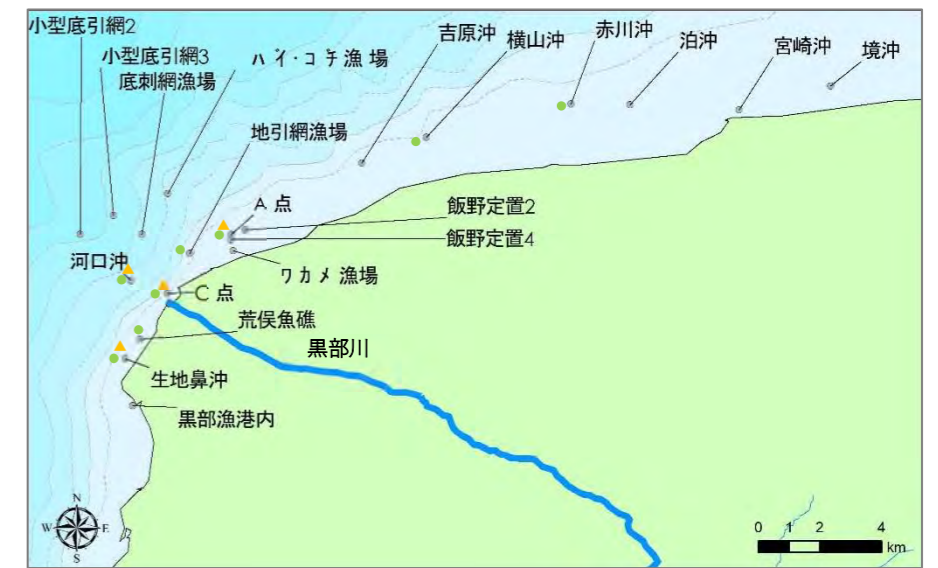 小型底引網2
小型底引網3
底刺網漁場
ハイ・コチ漁場
地引網漁場
吉原沖
横山沖
赤川沖
泊沖
宮崎沖
境沖
A点
飯野定置2
飯野定置4
ワカメ漁場
河口沖
C点
荒俣魚礁
黒部川
生地鼻沖
黒部漁港内
N
W
E
S
0 1 2 4
km